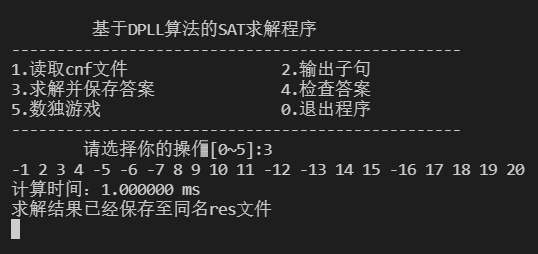 基于DPLL算法的SAT求解程序
--------------------------------------------------
1.读取cnf文件 2.输出子句
3.求解并保存答案 4.检查答案
5.数独游戏 0.退出程序
--------------------------------------------------
请选择你的操作[0~5]:3
-1 2 3 4 -5 -6 -7 8 9 10 11 -12 -13 14 15 -16 17 18 19 20
计算时间：1.000000 ms
求解结果已经保存至同名res文件